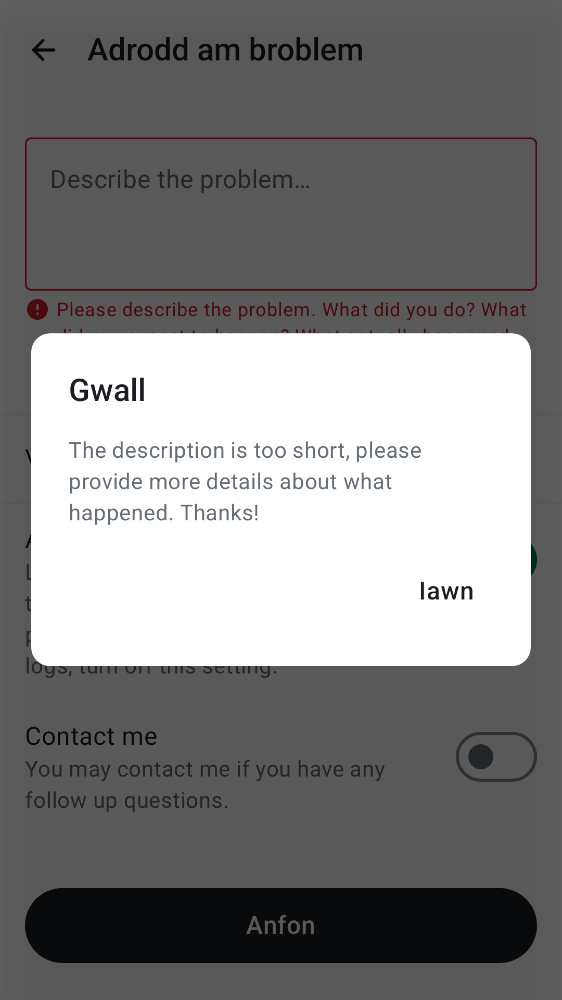 Adrodd am broblem
Describe the problem…
Please describe the problem. What did you do? What
Gwall
The description is too short, please
provide more details about what
happened. Thanks!
Iawn
logs, turn off this setting.
Contact me
You may contact me if you have any
follow up questions.
Anfon